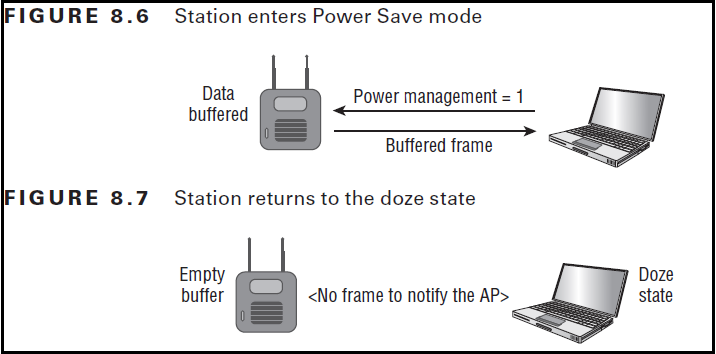 FIGURE 8.6 Station enters Power Save mode
Data
buffered
Power management = 1
Buffered frame
FIGURE 8.7 Station returns to the doze state
Empty
buffer
<No frame to notify the AP>
Doze
state